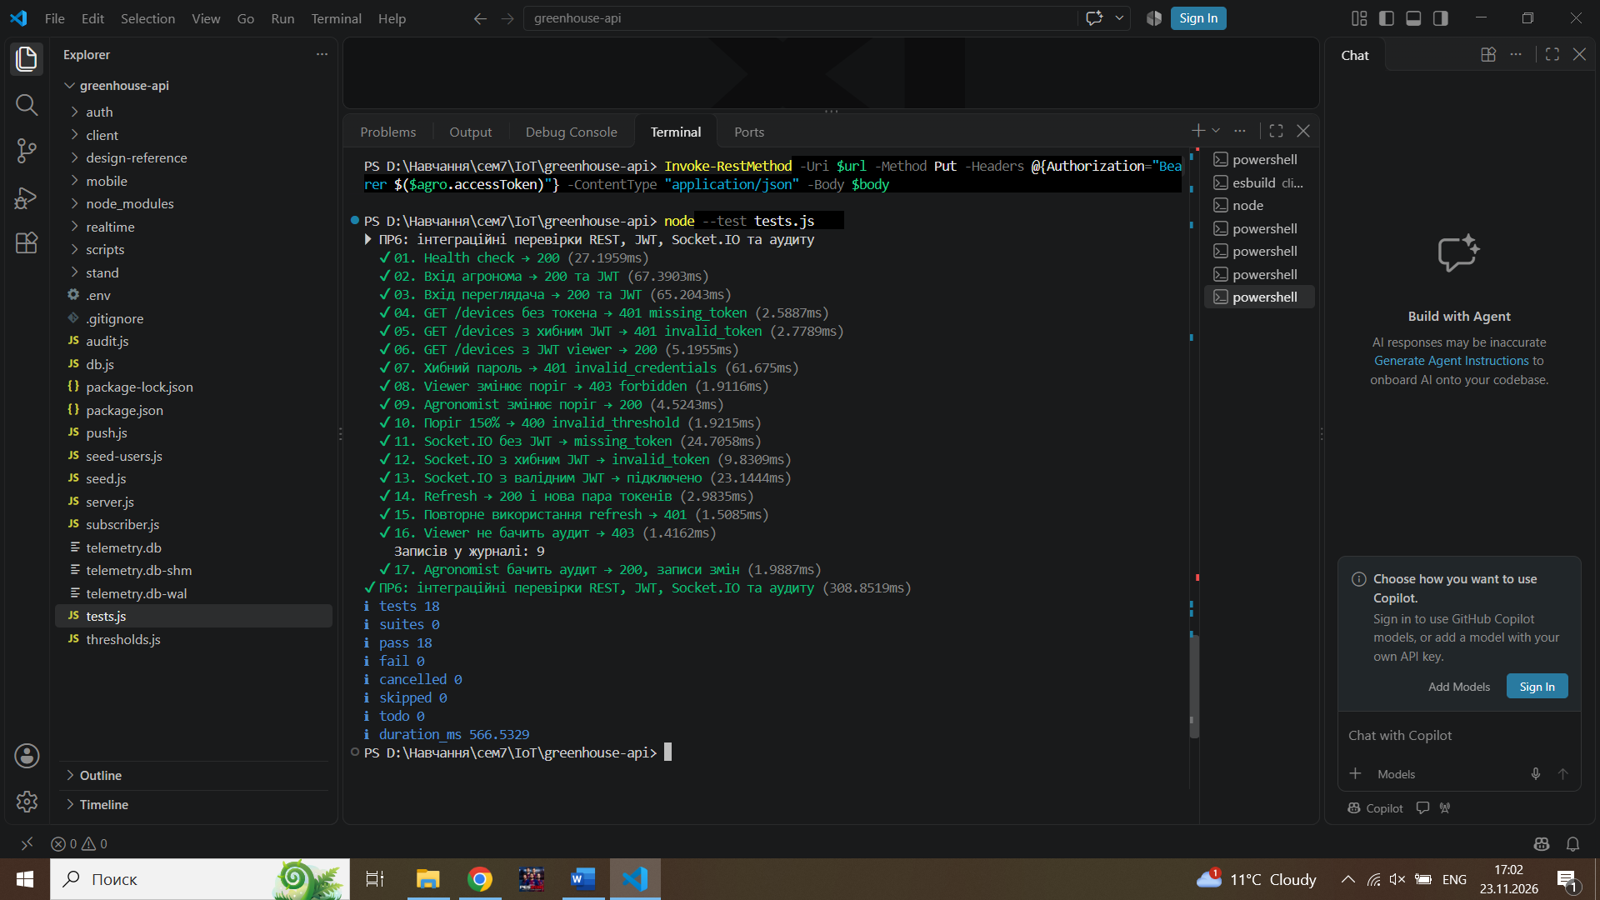 File Edit Selection View Go Run Terminal Help
greenhouse-api
Sign In
Explorer
greenhouse-api
auth
client
design-reference
mobile
node_modules
realtime
scripts
stand
.env
.gitignore
JS audit.js
JS db.js
{} package-lock.json
{} package.json
JS push.js
JS seed-users.js
JS seed.js
JS server.js
JS subscriber.js
telemetry.db
telemetry.db-shm
telemetry.db-wal
JS tests.js
JS thresholds.js
Outline
Timeline
Problems Output Debug Console Terminal Ports
PS D:\Навчання\сем7\IoT\greenhouse-api> Invoke-RestMethod -Uri $url -Method Put -Headers @{Authorization="Bea
rer $($agro.accessToken)"} -ContentType "application/json" -Body $body
PS D:\Навчання\сем7\IoT\greenhouse-api> node --test tests.js
▶ ПР6: інтеграційні перевірки REST, JWT, Socket.IO та аудиту
✓ 01. Health check → 200 (27.1959ms)
✓ 02. Вхід агронома → 200 та JWT (67.3903ms)
✓ 03. Вхід переглядача → 200 та JWT (65.2043ms)
✓ 04. GET /devices без токена → 401 missing_token (2.5887ms)
✓ 05. GET /devices з хибним JWT → 401 invalid_token (2.7789ms)
✓ 06. GET /devices з JWT viewer → 200 (5.1955ms)
✓ 07. Хибний пароль → 401 invalid_credentials (61.675ms)
✓ 08. Viewer змінює поріг → 403 forbidden (1.9116ms)
✓ 09. Agronomist змінює поріг → 200 (4.5243ms)
✓ 10. Поріг 150% → 400 invalid_threshold (1.9215ms)
✓ 11. Socket.IO без JWT → missing_token (24.7058ms)
✓ 12. Socket.IO з хибним JWT → invalid_token (9.8309ms)
✓ 13. Socket.IO з валідним JWT → підключено (23.1444ms)
✓ 14. Refresh → 200 і нова пара токенів (2.9835ms)
✓ 15. Повторне використання refresh → 401 (1.5085ms)
✓ 16. Viewer не бачить аудит → 403 (1.4162ms)
Записів у журналі: 9
✓ 17. Agronomist бачить аудит → 200, записи змін (1.9887ms)
✓ ПР6: інтеграційні перевірки REST, JWT, Socket.IO та аудиту (308.8519ms)
ℹ tests 18
ℹ suites 0
ℹ pass 18
ℹ fail 0
ℹ cancelled 0
ℹ skipped 0
ℹ todo 0
ℹ duration_ms 566.5329
PS D:\Навчання\сем7\IoT\greenhouse-api>
powershell
esbuild cli...
node
powershell
powershell
powershell
powershell
Chat
Build with Agent
AI responses may be inaccurate
Generate Agent Instructions to
onboard AI onto your codebase.
Choose how you want to use
Copilot.
Sign in to use GitHub Copilot
models, or add a model with your
own API key.
Add Models Sign In
Chat with Copilot
Models
Copilot
0 0
Поиск
1
11°C Cloudy
ENG
17:02
23.11.2026
1